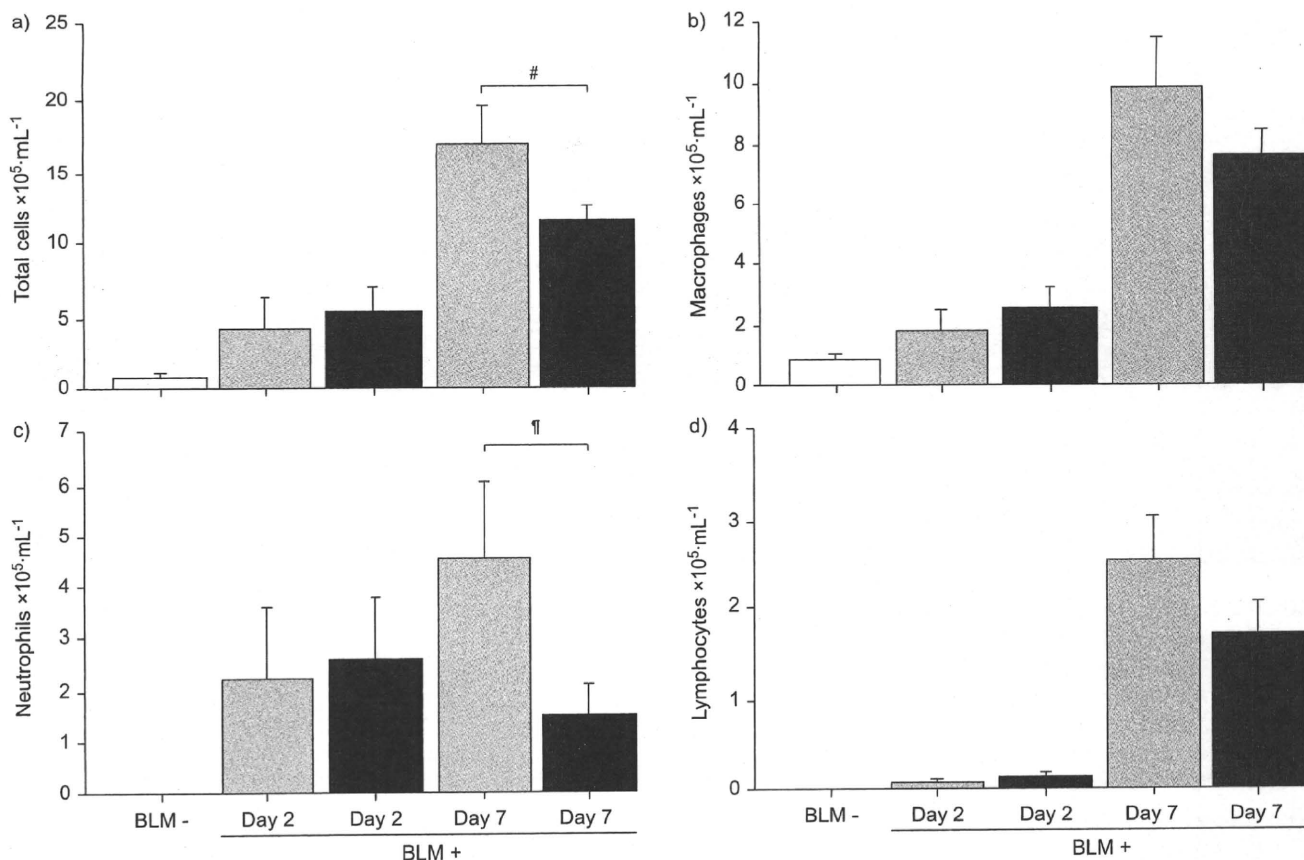 a)
25
20
15
10
5
0
Total cells ×10⁵·mL⁻¹
#
b)
12
10
8
6
4
2
0
Macrophages ×10⁵·mL⁻¹
c)
7
6
5
4
3
2
1
0
Neutrophils ×10⁵·mL⁻¹
¶
BLM - Day 2 Day 2 Day 7 Day 7
BLM +
d)
4
3
2
1
0
Lymphocytes ×10⁵·mL⁻¹
BLM - Day 2 Day 2 Day 7 Day 7
BLM +